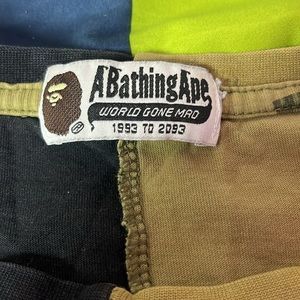 A Bathing Ape
WORLD GONE MAD
1993 TO 2093
®